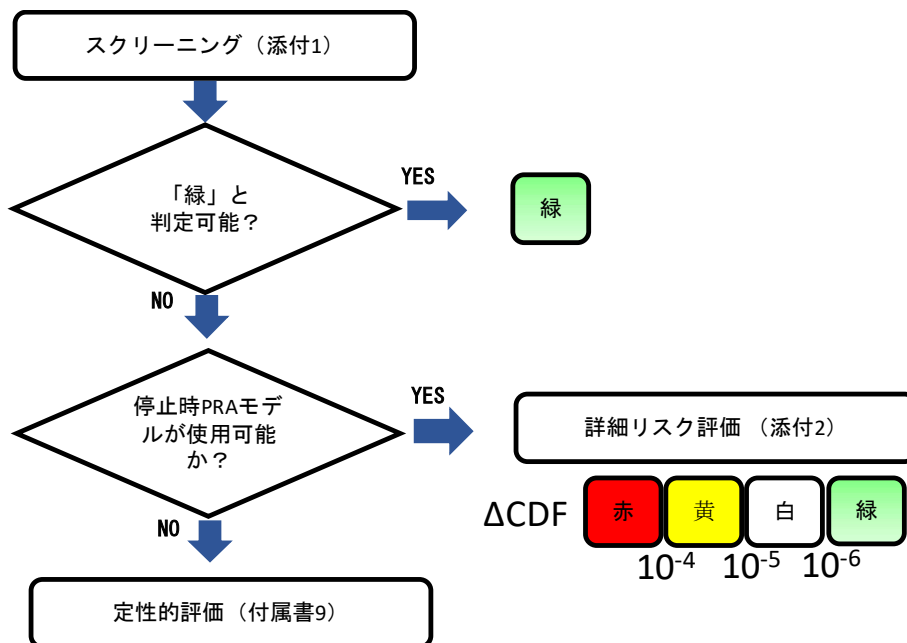 スクリーニング（添付1）
「緑」と
判定可能？
YES
緑
NO
停止時PRAモデ
ルが使用可能
か？
YES
詳細リスク評価 （添付2）
ΔCDF 赤 黄 白 緑
10-4 10-5 10-6
NO
定性的評価（付属書9）